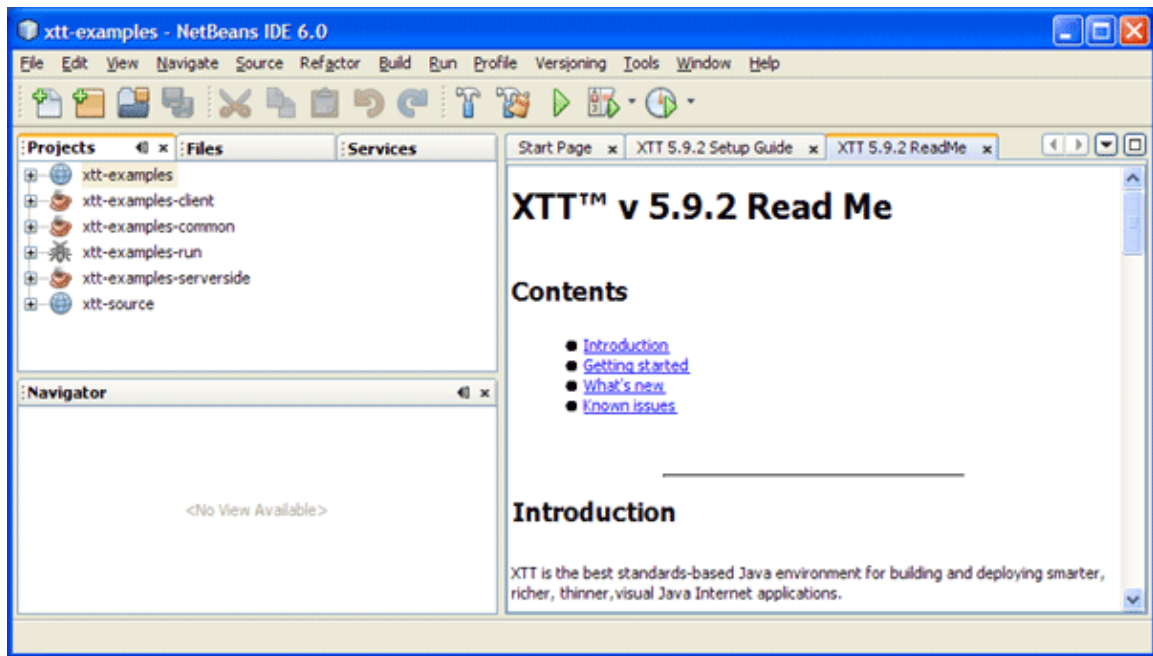 xtt-examples - NetBeans IDE 6.0
File Edit View Navigate Source Refactor Build Run Profile Versioning Tools Window Help
Projects Files Services
xtt-examples
xtt-examples-client
xtt-examples-common
xtt-examples-run
xtt-examples-serverside
xtt-source
Navigator
<No View Available>
Start Page XTT 5.9.2 Setup Guide XTT 5.9.2 ReadMe
XTT™ v 5.9.2 Read Me
Contents
Introduction
Getting started
What's new
Known issues
Introduction
XTT is the best standards-based Java environment for building and deploying smarter,
richer, thinner,visual Java Internet applications.